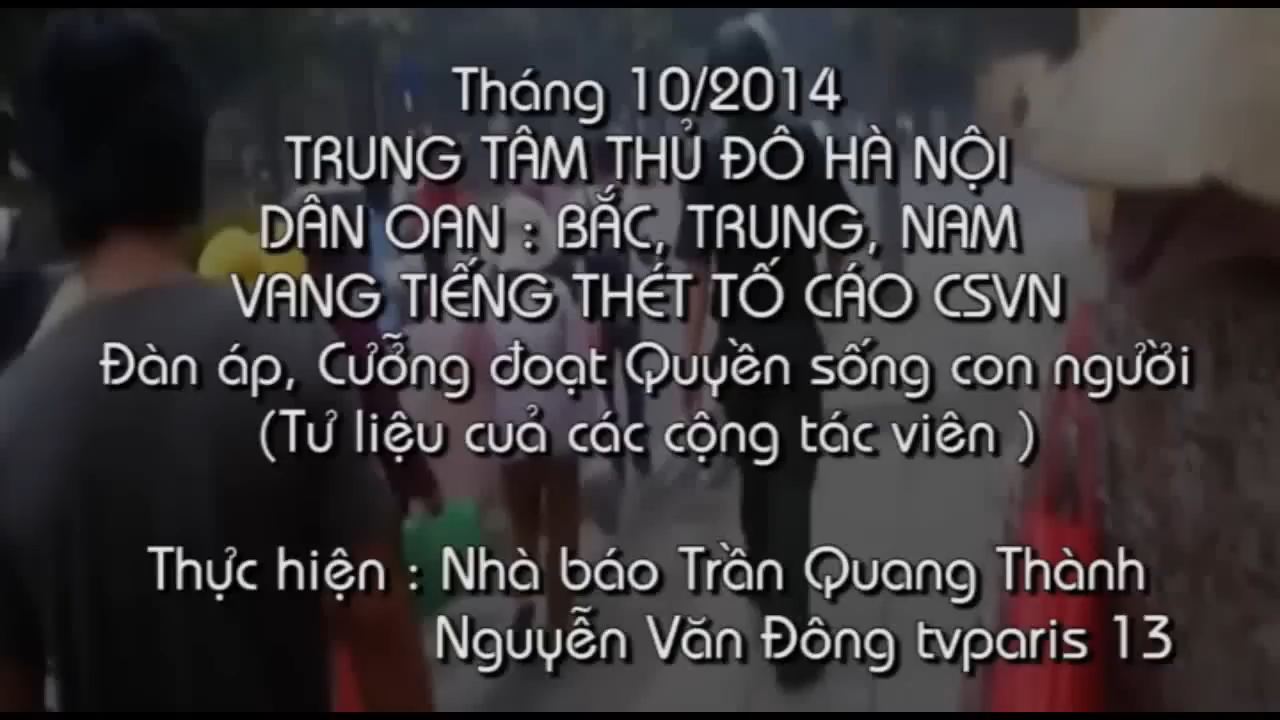 Tháng 10/2014
TRUNG TÂM THỦ ĐÔ HÀ NỘI
DÂN OAN : BẮC, TRUNG, NAM
VANG TIẾNG THÉT TỐ CÁO CSVN
Đàn áp, Cưỡng đoạt Quyền sống con người
(Tư liệu cuả các cộng tác viên )
Thực hiện : Nhà báo Trần Quang Thành
Nguyễn Văn Đông tvparis 13